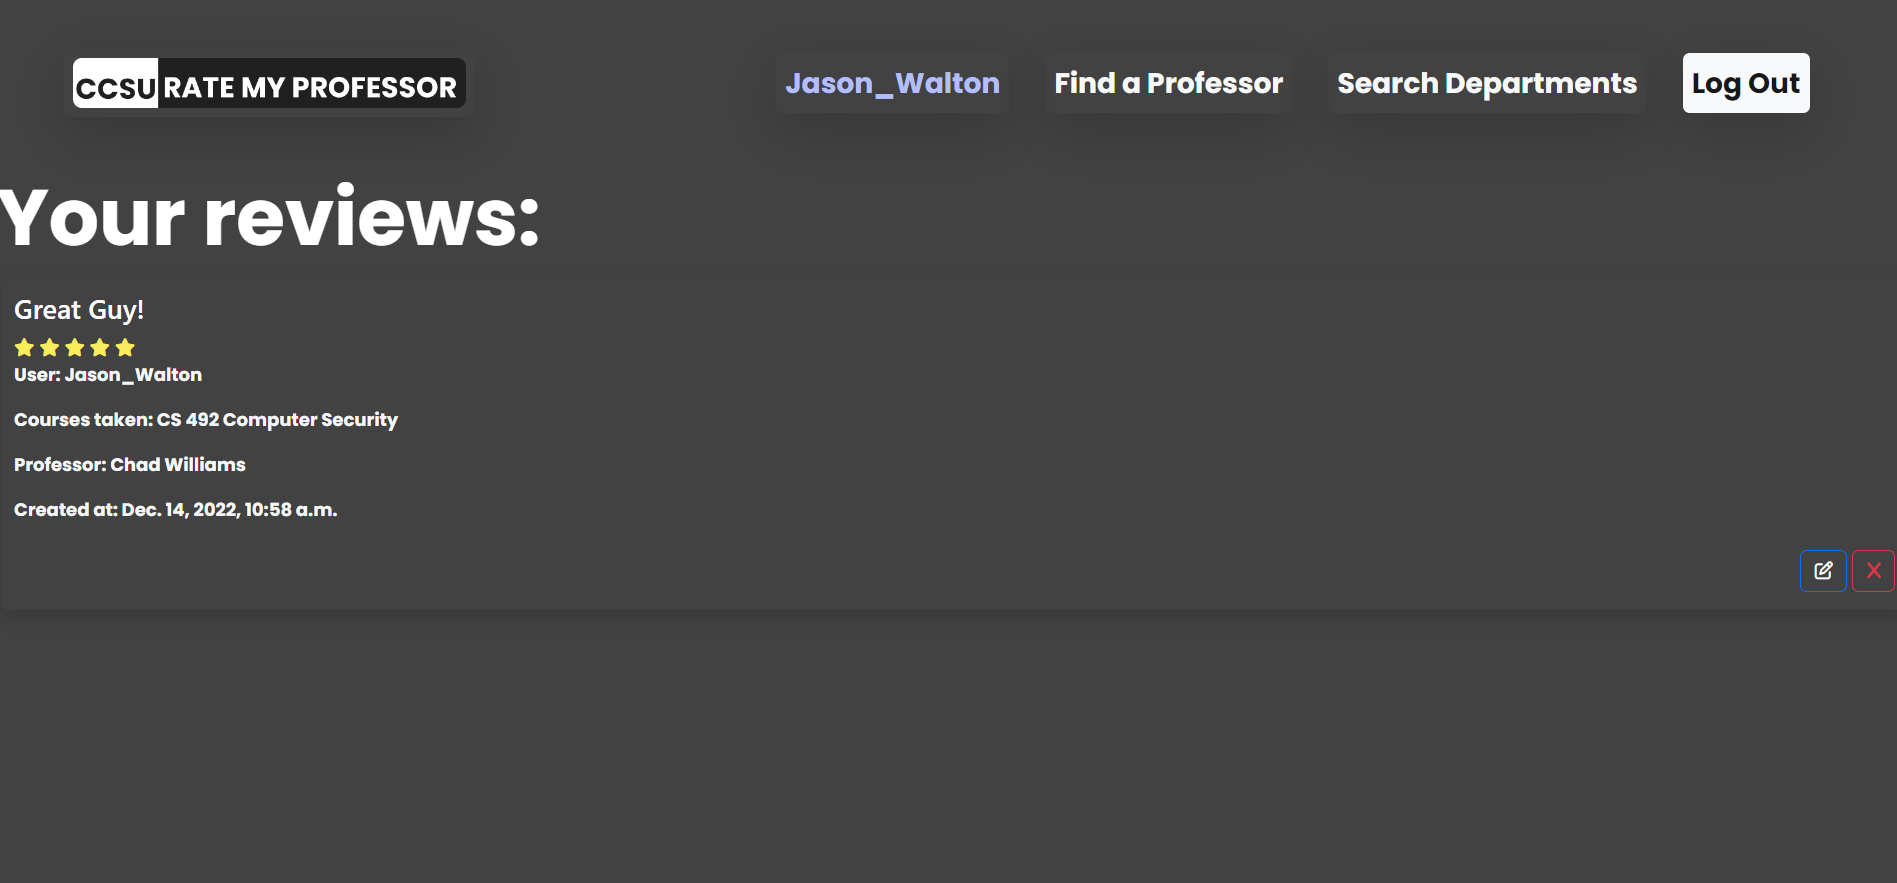 CCSU RATE MY PROFESSOR
Jason_Walton
Find a Professor
Search Departments
Log Out
Your reviews:
Great Guy!
User: Jason_Walton
Courses taken: CS 492 Computer Security
Professor: Chad Williams
Created at: Dec. 14, 2022, 10:58 a.m.